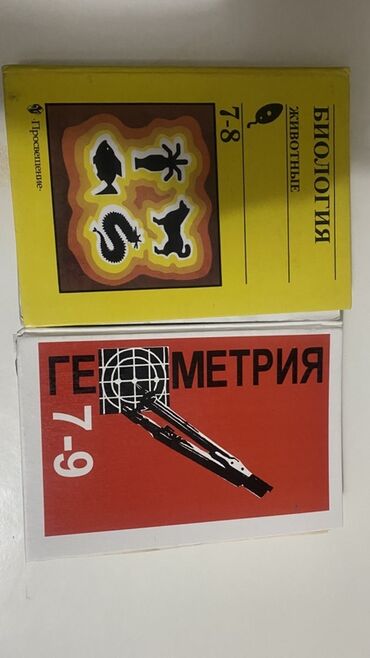 БИОЛОГИЯ
ЖИВОТНЫЕ
7-8
·Просвещение·
ГЕОМЕТРИЯ
7-9